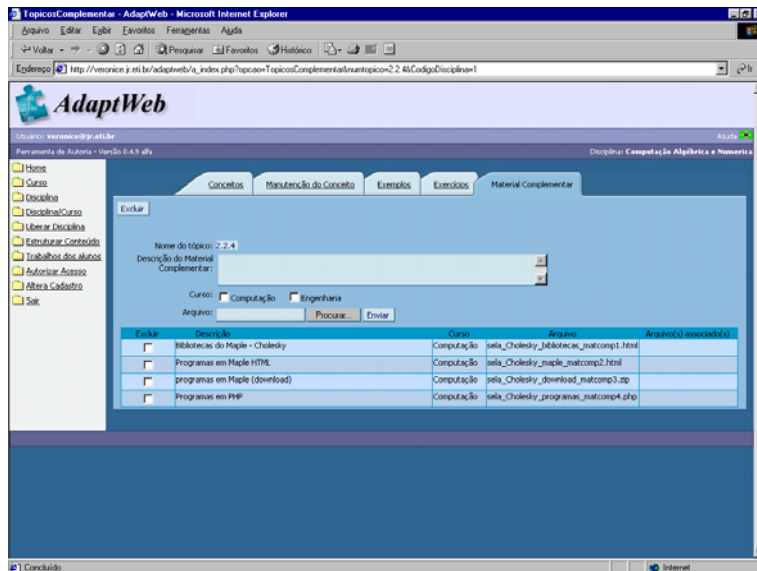 TopicosComplementar - AdaptWeb - Microsoft Internet Explorer
Arquivo Editar Exibir Favoritos Ferramentas Ajuda
Voltar Pesquisar Favoritos Histórico
Endereço http://veronice.jr.eti.br/adaptweb/a_index.php?opcao=TopicosComplementar&numtopico=2.2.4&CodigoDisciplina=1 Ir
AdaptWeb
Usuário: veronice@jr.eti.br Ajuda
Ferramenta de Autoria - Versão 0.4.9 alfa Disciplina: Computação Algébrica e Numerica
Home
Curso
Disciplina
Disciplina/Curso
Liberar Disciplina
Estruturar Conteúdo
Trabalhos dos alunos
Autorizar Acesso
Altera Cadastro
Sair
Conceitos Manutenção do Conceito Exemplos Exercícios Material Complementar
Excluir
Nome do tópico: 2.2.4
Descrição do Material
Complementar:
Curso: Computação Engenharia
Arquivo: Procurar... Enviar
Excluir Descrição Curso Arquivo Arquivo(s) associado(s)
Bibliotecas do Maple - Cholesky Computação sela_Cholesky_bibliotecas_matcomp1.html
Programas em Maple HTML Computação sela_Cholesky_maple_matcomp2.html
programas em Maple (download) Computação sela_Cholesky_download_matcomp3.zip
Programas em PHP Computação sela_Cholesky_programas_matcomp4.php
Concluído Internet